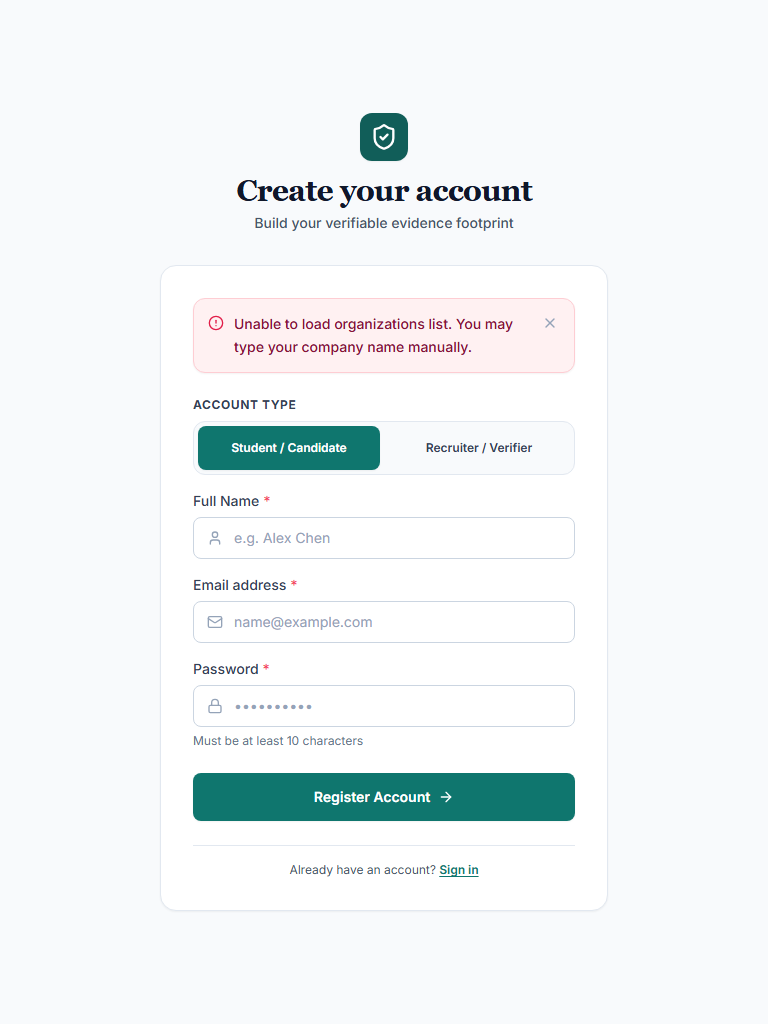 Create your account
Build your verifiable evidence footprint
Unable to load organizations list. You may
type your company name manually.
ACCOUNT TYPE
Student / Candidate
Recruiter / Verifier
Full Name *
e.g. Alex Chen
Email address *
name@example.com
Password *
••••••••••
Must be at least 10 characters
Register Account →
Already have an account? Sign in